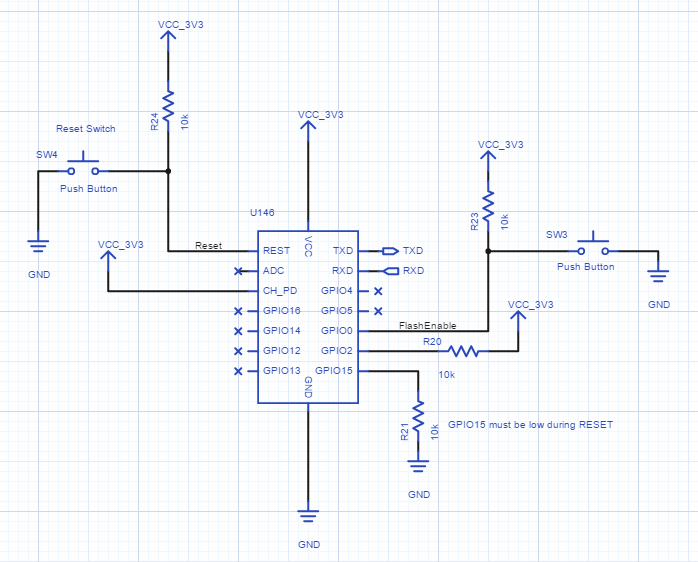 VCC_3V3
R24
10k
Reset Switch
SW4
Push Button
GND
VCC_3V3
Reset
VCC_3V3
U146
VCC
REST
ADC
CH_PD
GPIO16
GPIO14
GPIO12
GPIO13
GND
TXD
RXD
GPIO4
GPIO5
GPIO0
GPIO2
GPIO15
TXD
RXD
FlashEnable
VCC_3V3
R23
10k
SW3
Push Button
GND
VCC_3V3
R20
10k
R21
10k
GPIO15 must be low during RESET
GND
GND